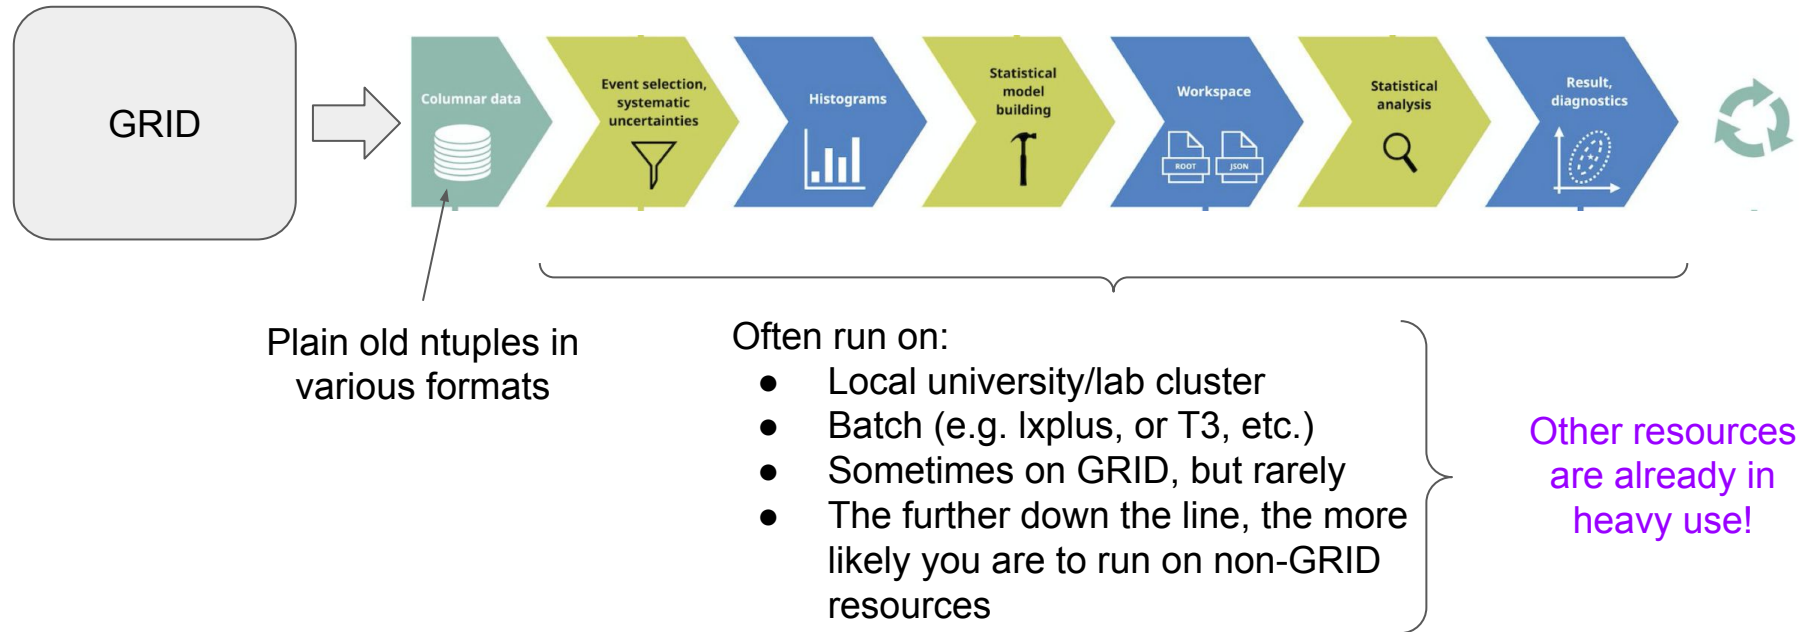 GRID
Columnar data
Event selection,
systematic
uncertainties
Histograms
Statistical
model
building
Workspace
ROOT
JSON
Statistical
analysis
Result,
diagnostics
Plain old ntuples in
various formats
Often run on:
● Local university/lab cluster
● Batch (e.g. lxplus, or T3, etc.)
● Sometimes on GRID, but rarely
● The further down the line, the more
likely you are to run on non-GRID
resources
Other resources
are already in
heavy use!